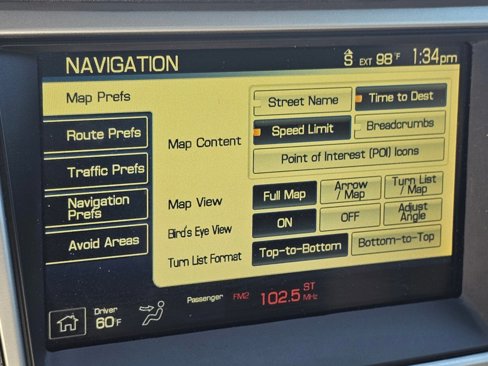 NAVIGATION S EXT 98°F 1:34pm
Map Prefs
Route Prefs
Traffic Prefs
Navigation
Prefs
Avoid Areas
Map Content
Street Name
Time to Dest
Speed Limit
Breadcrumbs
Point of Interest (POI) Icons
Map View
Full Map
Arrow
/ Map
Turn List
/ Map
Bird's Eye View
ON
OFF
Adjust
Angle
Turn List Format
Top-to-Bottom
Bottom-to-Top
Driver
60°F
Passenger
FM2
102.5 ST
MHz